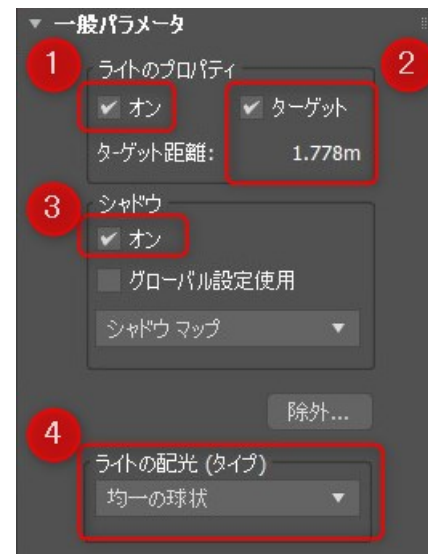 一般パラメータ
1
ライトのプロパティ
2
オン ターゲット
ターゲット距離: 1.778m
3
シャドウ
オン
グローバル設定使用
シャドウ マップ
除外...
4
ライトの配光 (タイプ)
均一の球状